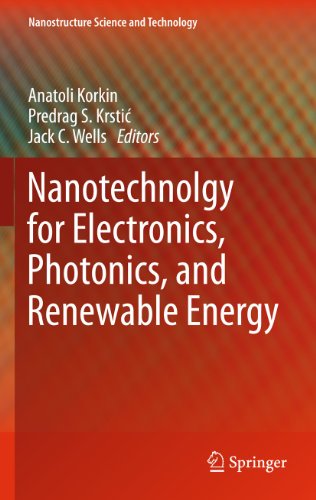 Nanostructure Science and Technology
Anatoli Korkin
Predrag S. Krstić
Jack C. Wells Editors
Nanotechnolgy
for Electronics,
Photonics, and
Renewable Energy
Springer